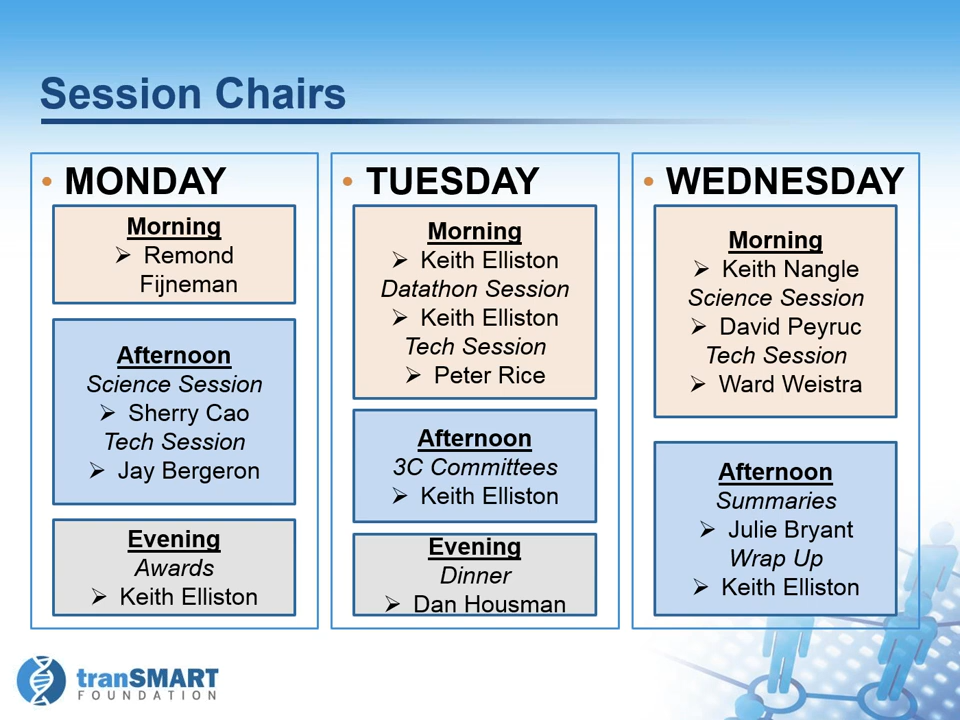 Session Chairs
• MONDAY
Morning
➢ Remond
Fijneman
Afternoon
Science Session
➢ Sherry Cao
Tech Session
➢ Jay Bergeron
Evening
Awards
➢ Keith Elliston
• TUESDAY
Morning
➢ Keith Elliston
Datathon Session
➢ Keith Elliston
Tech Session
➢ Peter Rice
Afternoon
3C Committees
➢ Keith Elliston
Evening
Dinner
➢ Dan Housman
• WEDNESDAY
Morning
➢ Keith Nangle
Science Session
➢ David Peyruc
Tech Session
➢ Ward Weistra
Afternoon
Summaries
➢ Julie Bryant
Wrap Up
➢ Keith Elliston
tranSMART
FOUNDATION